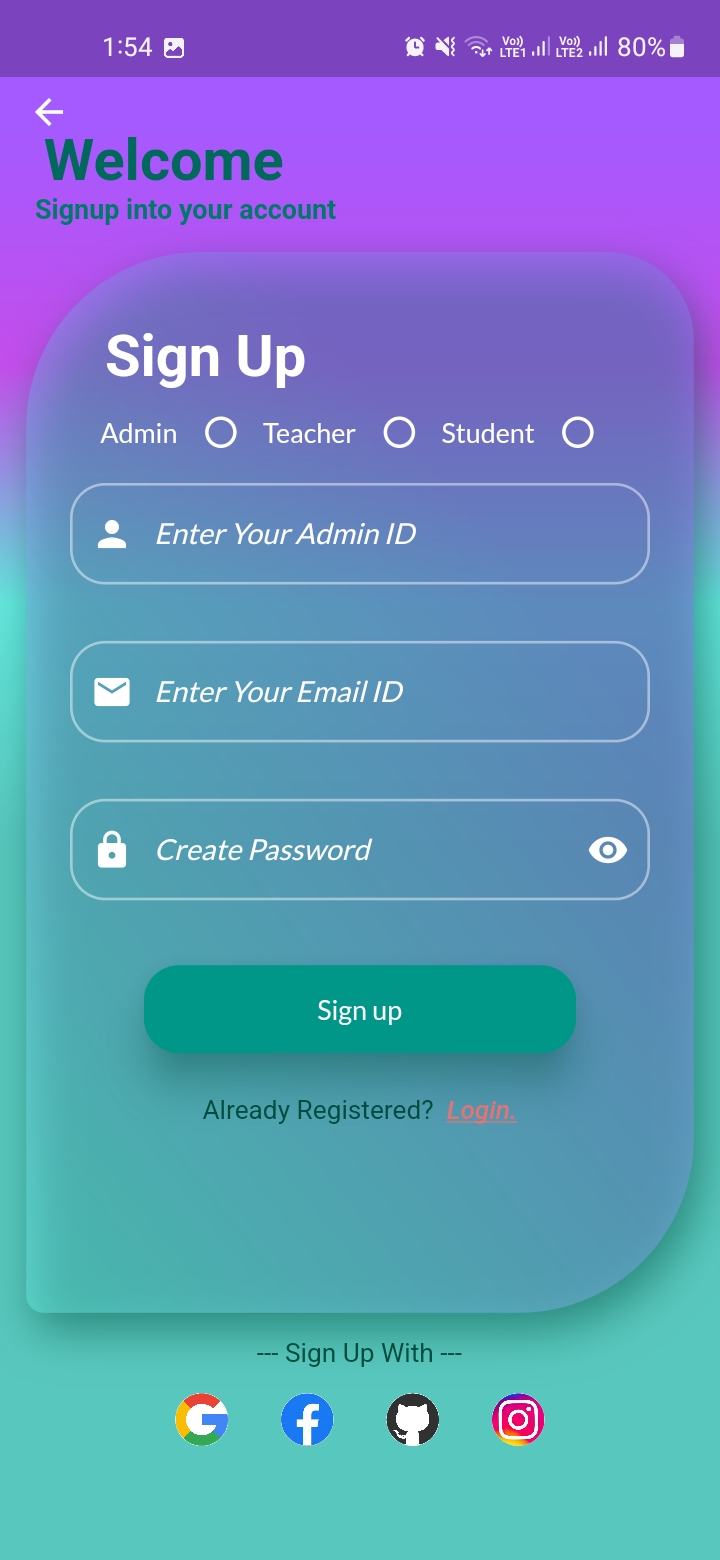 1:54 Vo)) LTE1 Vo)) LTE2 80%
Welcome
Signup into your account
Sign Up
Admin Teacher Student
Enter Your Admin ID
Enter Your Email ID
Create Password
Sign up
Already Registered? Login.
--- Sign Up With ---